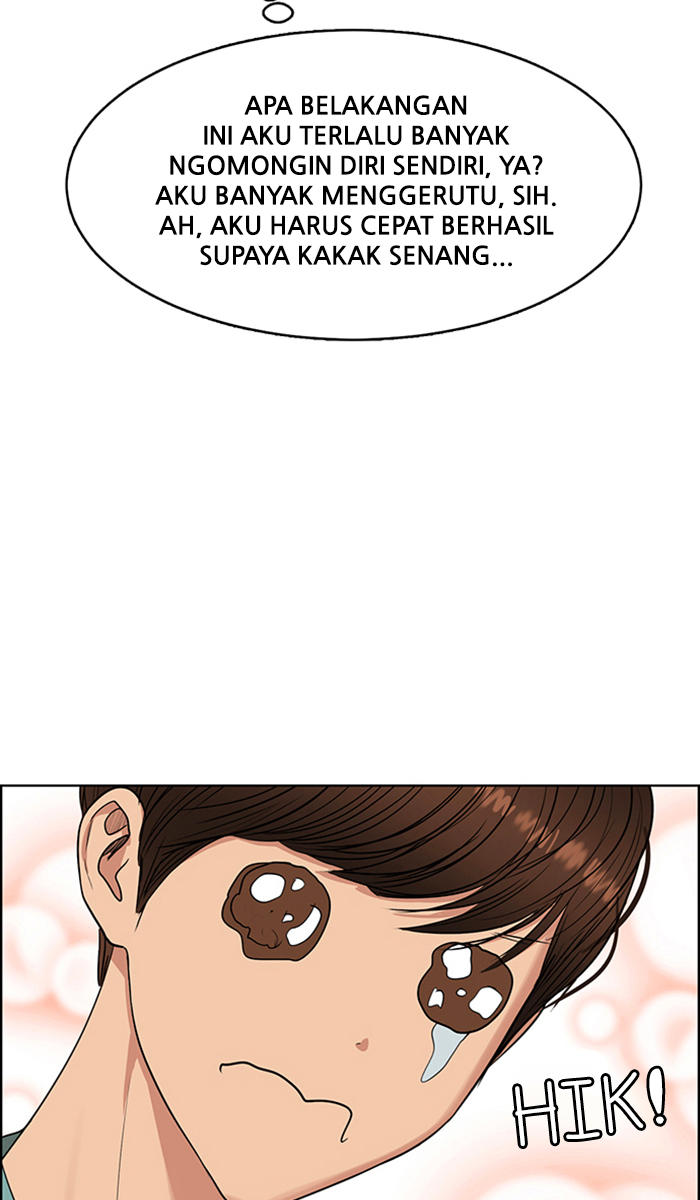 APA BELAKANGAN
INI AKU TERLALU BANYAK
NGOMONGIN DIRI SENDIRI, YA?
AKU BANYAK MENGGERUTU, SIH.
AH, AKU HARUS CEPAT BERHASIL
SUPAYA KAKAK SENANG...
HIK!